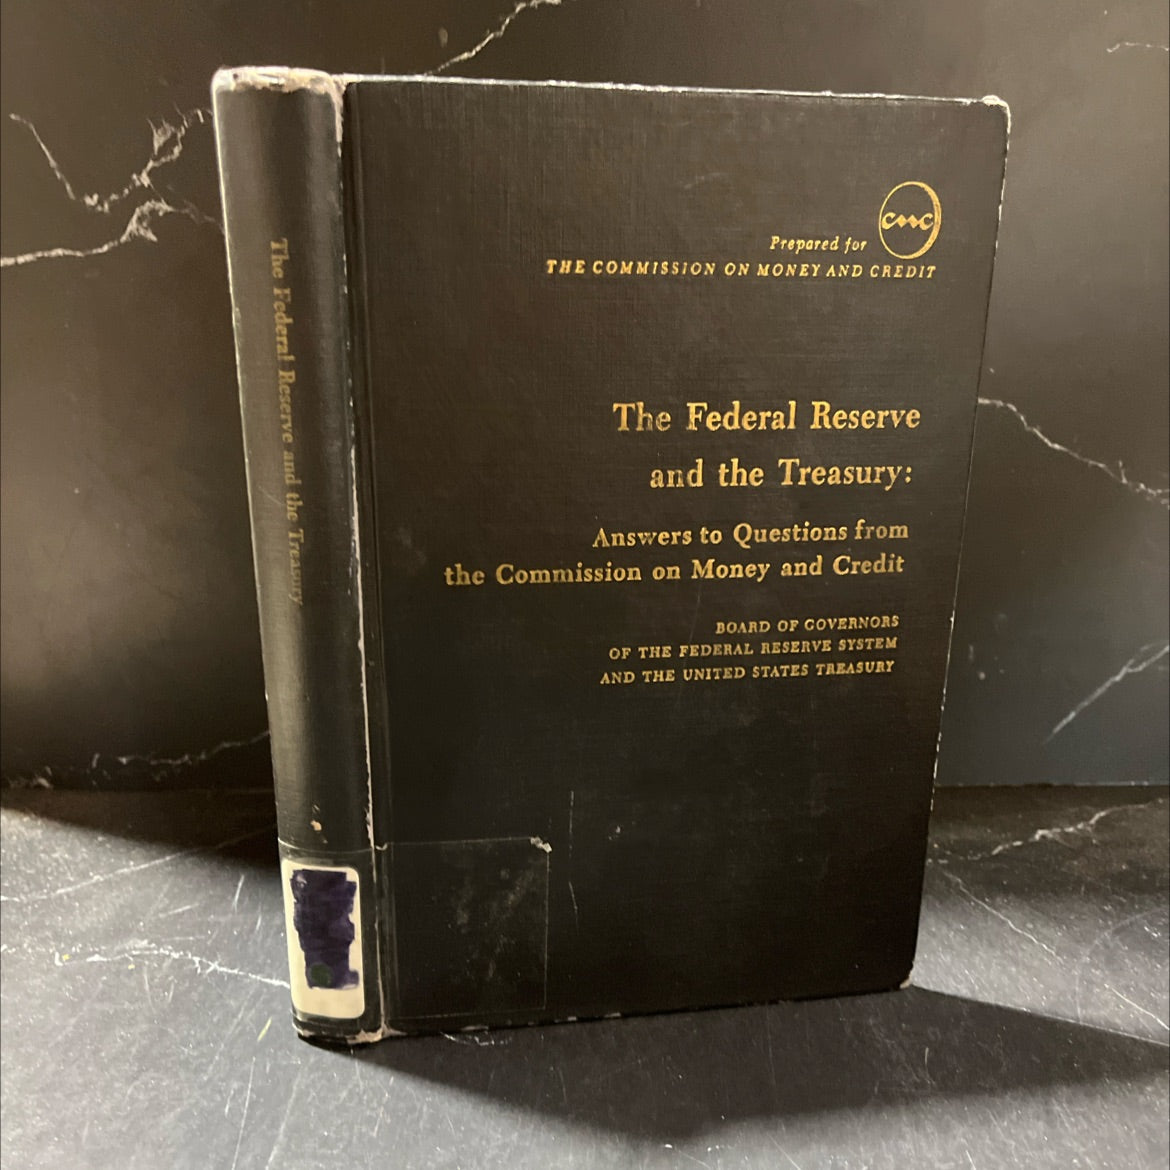 The Federal Reserve and the Treasury
cmc
Prepared for
THE COMMISSION ON MONEY AND CREDIT
The Federal Reserve
and the Treasury:
Answers to Questions from
the Commission on Money and Credit
BOARD OF GOVERNORS
OF THE FEDERAL RESERVE SYSTEM
AND THE UNITED STATES TREASURY